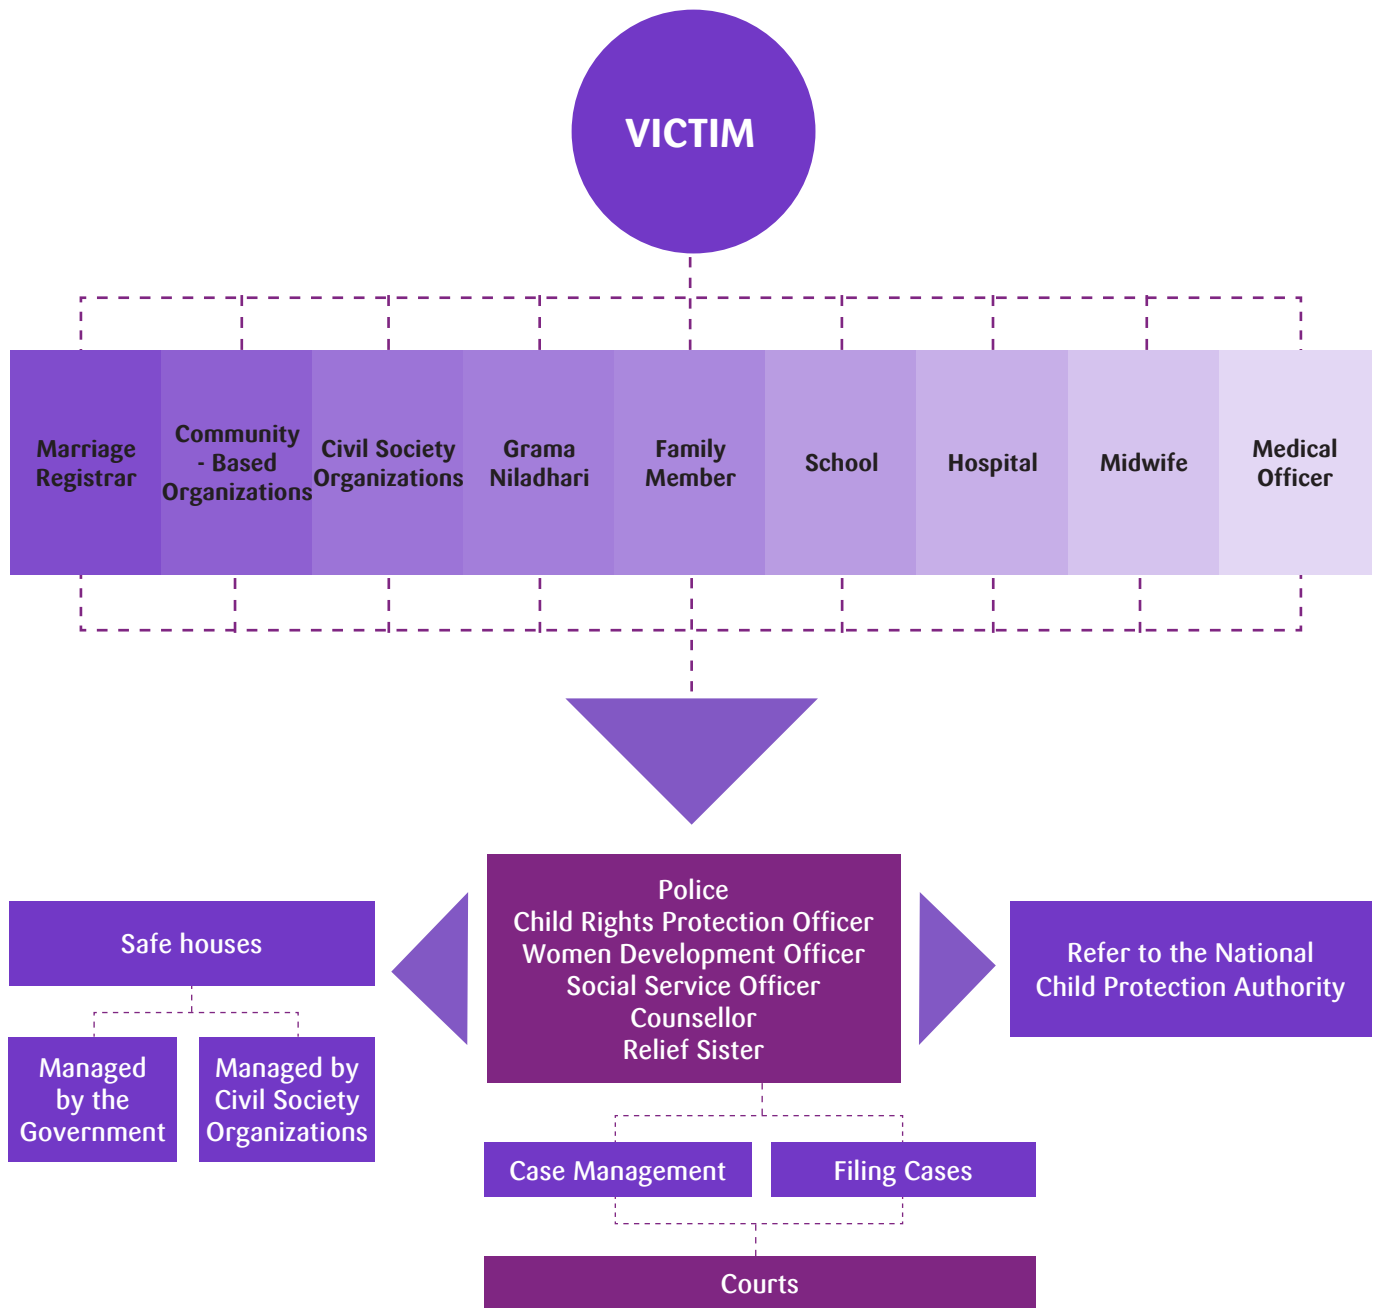 VICTIM
Marriage
Registrar
Community
- Based
Organizations
Civil Society
Organizations
Grama
Niladhari
Family
Member
School
Hospital
Midwife
Medical
Officer
Safe houses
Managed
by the
Government
Managed by
Civil Society
Organizations
Police
Child Rights Protection Officer
Women Development Officer
Social Service Officer
Counsellor
Relief Sister
Refer to the National
Child Protection Authority
Case Management
Filing Cases
Courts